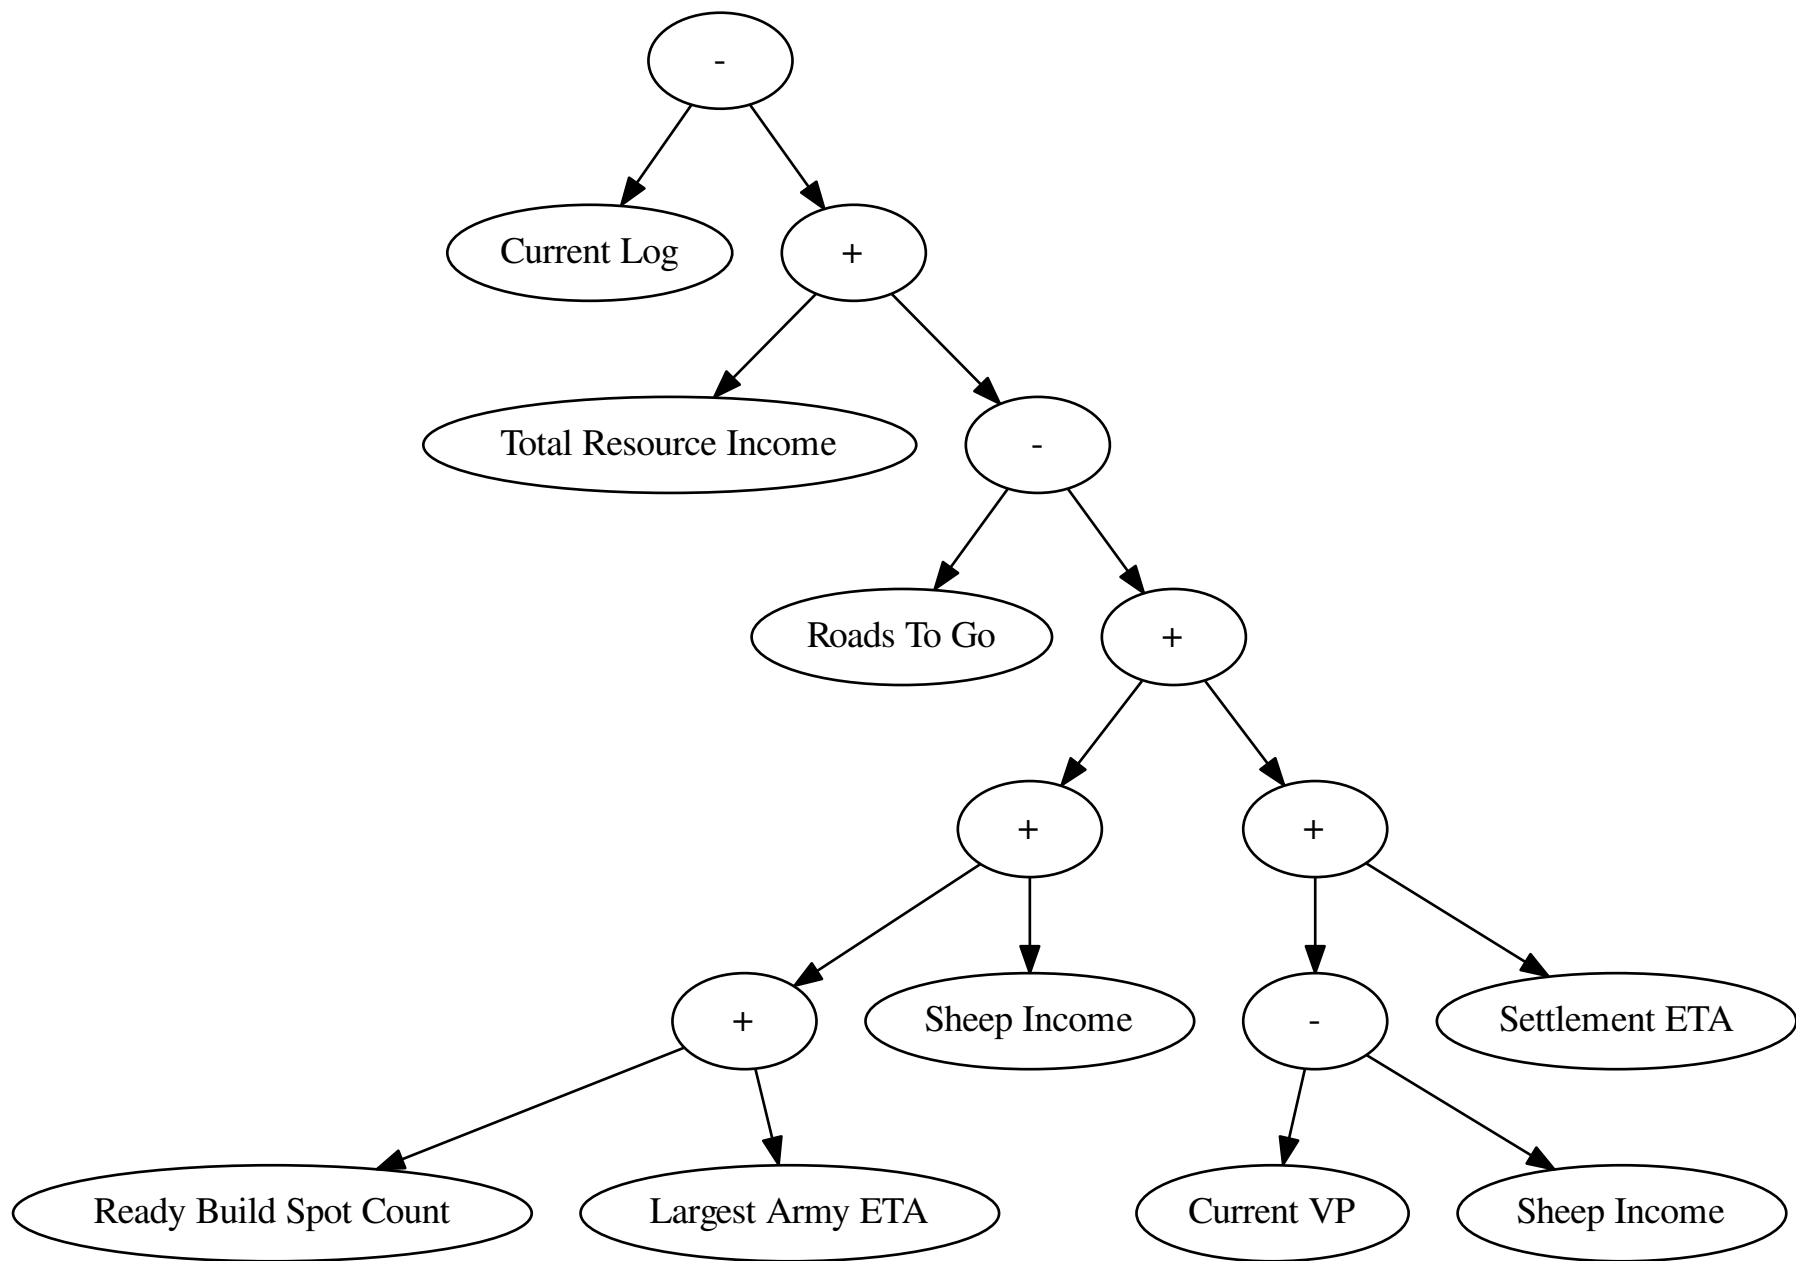 -
Current Log
+
Total Resource Income
-
Roads To Go
+
+
+
+
Sheep Income
-
Settlement ETA
Ready Build Spot Count
Largest Army ETA
Current VP
Sheep Income